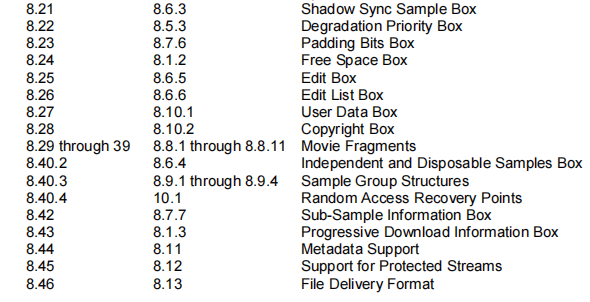 8.21 8.6.3 Shadow Sync Sample Box
8.22 8.5.3 Degradation Priority Box
8.23 8.7.6 Padding Bits Box
8.24 8.1.2 Free Space Box
8.25 8.6.5 Edit Box
8.26 8.6.6 Edit List Box
8.27 8.10.1 User Data Box
8.28 8.10.2 Copyright Box
8.29 through 39 8.8.1 through 8.8.11 Movie Fragments
8.40.2 8.6.4 Independent and Disposable Samples Box
8.40.3 8.9.1 through 8.9.4 Sample Group Structures
8.40.4 10.1 Random Access Recovery Points
8.42 8.7.7 Sub-Sample Information Box
8.43 8.1.3 Progressive Download Information Box
8.44 8.11 Metadata Support
8.45 8.12 Support for Protected Streams
8.46 8.13 File Delivery Format